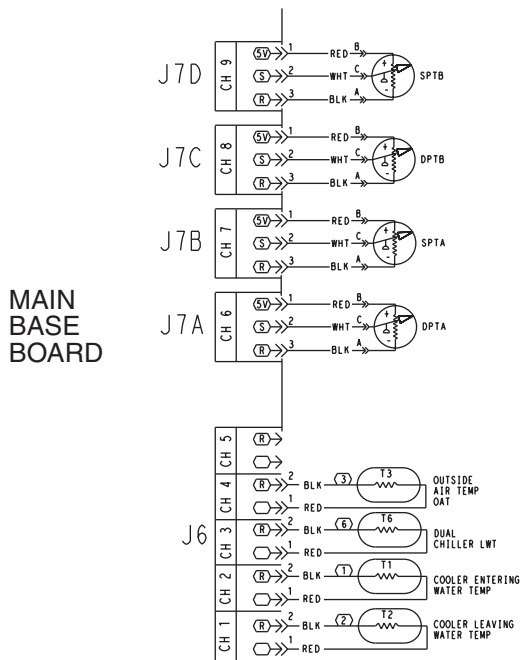 J7D
CH 9
5V 1 RED B
S 2 WHT C
R 3 BLK A
+
-
SPTB
J7C
CH 8
5V 1 RED B
S 2 WHT C
R 3 BLK A
+
-
DPTB
J7B
CH 7
5V 1 RED B
S 2 WHT C
R 3 BLK A
+
-
SPTA
MAIN
BASE
BOARD
J7A
CH 6
5V 1 RED B
S 2 WHT C
R 3 BLK A
+
-
DPTA
J6
CH 5
R
CH 4
R 2 BLK 3 T3
1 RED
OUTSIDE
AIR TEMP
OAT
CH 3
R 2 BLK 6 T6
1 RED
DUAL
CHILLER LWT
CH 2
R 2 BLK 1 T1
1 RED
COOLER ENTERING
WATER TEMP
CH 1
R 2 BLK 2 T2
1 RED
COOLER LEAVING
WATER TEMP